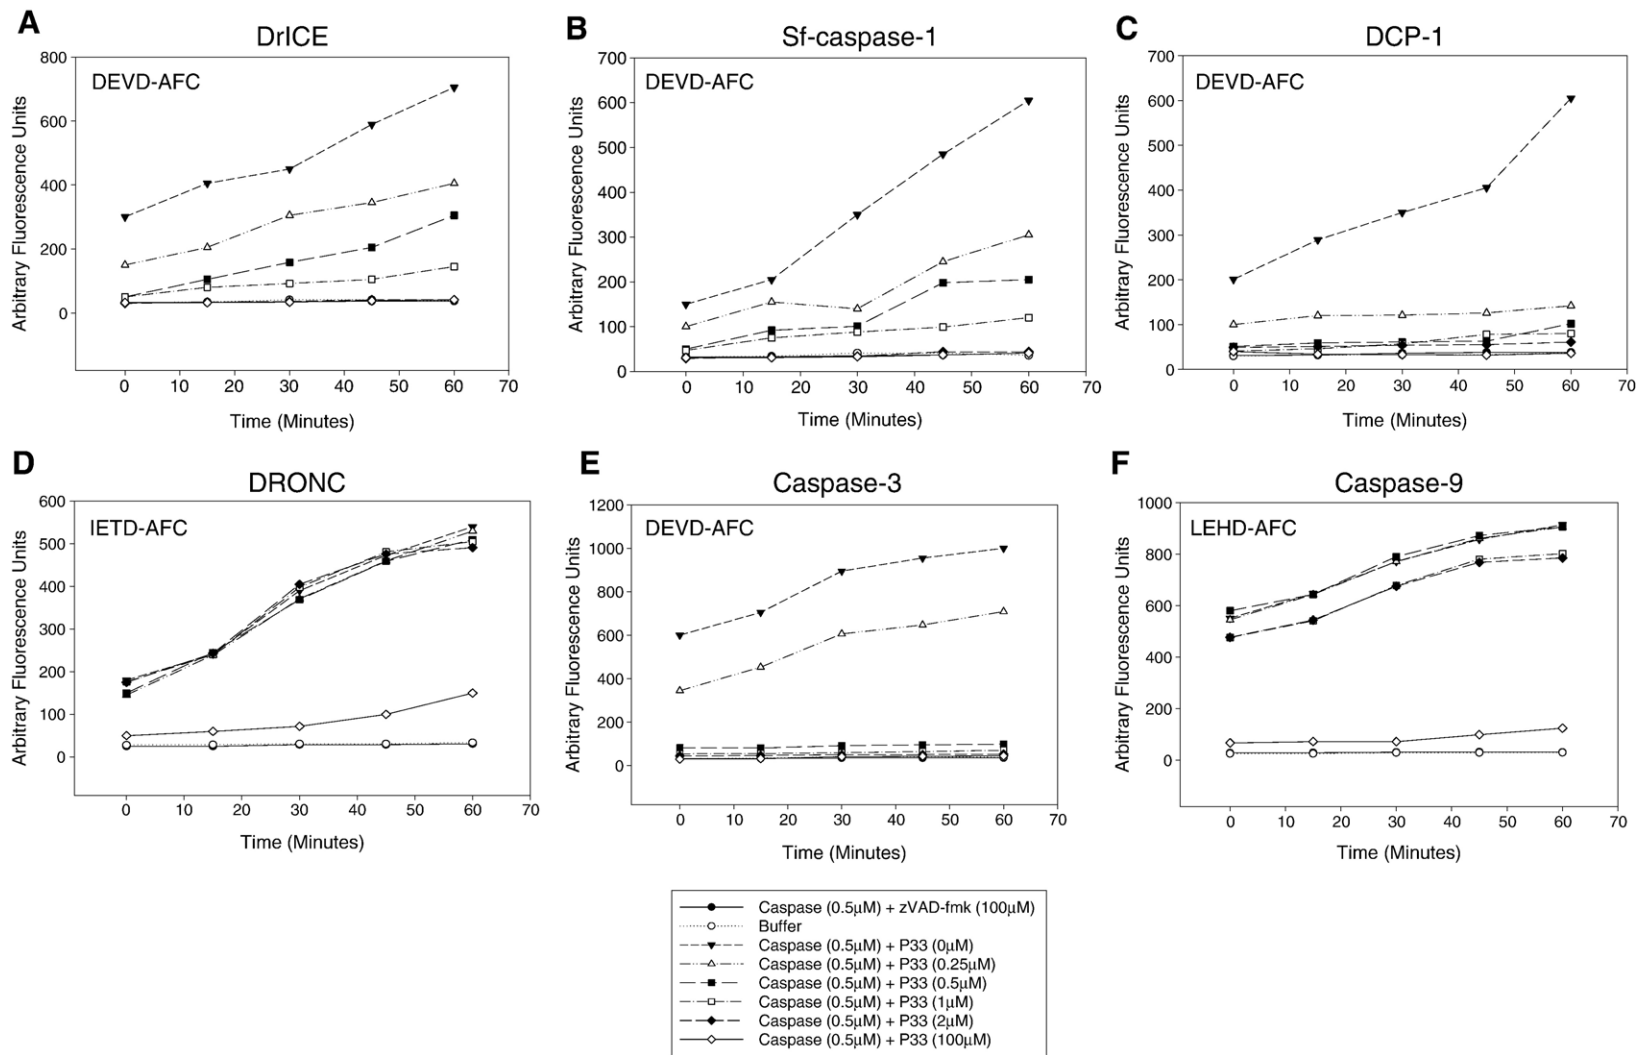 A
DrICE
DEVD-AFC
Arbitrary Fluorescence Units
800
600
400
200
0
0 10 20 30 40 50 60 70
Time (Minutes)
B
Sf-caspase-1
DEVD-AFC
Arbitrary Fluorescence Units
700
600
500
400
300
200
100
0
0 10 20 30 40 50 60 70
Time (Minutes)
C
DCP-1
DEVD-AFC
Arbitrary Fluorescence Units
700
600
500
400
300
200
100
0
0 10 20 30 40 50 60 70
Time (Minutes)
D
DRONC
IETD-AFC
Arbitrary Fluorescence Units
600
500
400
300
200
100
0
0 10 20 30 40 50 60 70
Time (Minutes)
E
Caspase-3
DEVD-AFC
Arbitrary Fluorescence Units
1200
1000
800
600
400
200
0
0 10 20 30 40 50 60 70
Time (Minutes)
F
Caspase-9
LEHD-AFC
Arbitrary Fluorescence Units
1000
800
600
400
200
0
0 10 20 30 40 50 60 70
Time (Minutes)
Caspase (0.5μM) + zVAD-fmk (100μM)
Buffer
Caspase (0.5μM) + P33 (0μM)
Caspase (0.5μM) + P33 (0.25μM)
Caspase (0.5μM) + P33 (0.5μM)
Caspase (0.5μM) + P33 (1μM)
Caspase (0.5μM) + P33 (2μM)
Caspase (0.5μM) + P33 (100μM)